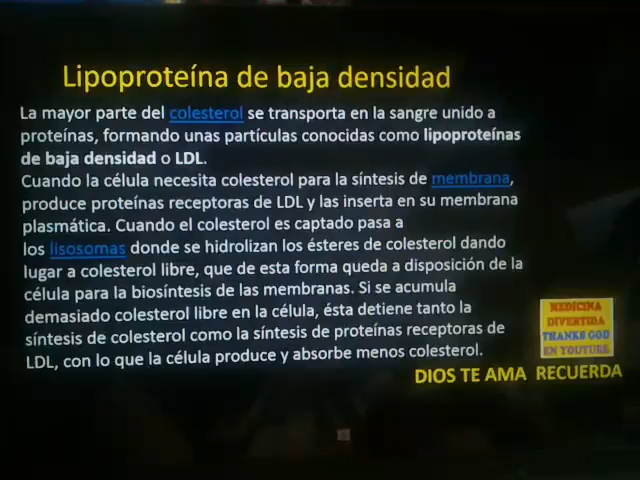 Lipoproteína de baja densidad
La mayor parte del colesterol se transporta en la sangre unido a
proteínas, formando unas partículas conocidas como lipoproteínas
de baja densidad o LDL.
Cuando la célula necesita colesterol para la síntesis de membrana,
produce proteínas receptoras de LDL y las inserta en su membrana
plasmática. Cuando el colesterol es captado pasa a
los lisosomas donde se hidrolizan los ésteres de colesterol dando
lugar a colesterol libre, que de esta forma queda a disposición de la
célula para la biosíntesis de las membranas. Si se acumula
demasiado colesterol libre en la célula, ésta detiene tanto la
síntesis de colesterol como la síntesis de proteínas receptoras de
LDL, con lo que la célula produce y absorbe menos colesterol.
MEDICINA
DIVERTIDA
THANKS GOD
EN YOUTUBE
DIOS TE AMA RECUERDA